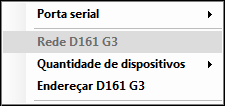 Porta serial
Rede D161 G3
Quantidade de dispositivos
Endereçar D161 G3